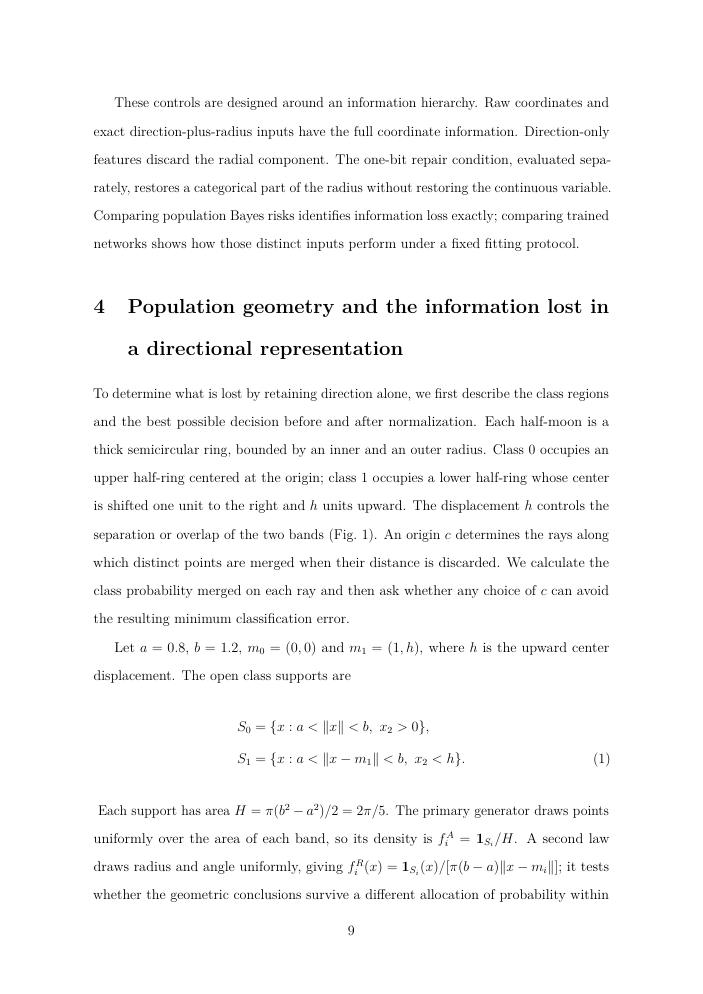 These controls are designed around an information hierarchy. Raw coordinates and
exact direction-plus-radius inputs have the full coordinate information. Direction-only
features discard the radial component. The one-bit repair condition, evaluated sepa-
rately, restores a categorical part of the radius without restoring the continuous variable.
Comparing population Bayes risks identifies information loss exactly; comparing trained
networks shows how those distinct inputs perform under a fixed fitting protocol.
4 Population geometry and the information lost in
a directional representation
To determine what is lost by retaining direction alone, we first describe the class regions
and the best possible decision before and after normalization. Each half-moon is a
thick semicircular ring, bounded by an inner and an outer radius. Class 0 occupies an
upper half-ring centered at the origin; class 1 occupies a lower half-ring whose center
is shifted one unit to the right and h units upward. The displacement h controls the
separation or overlap of the two bands (Fig. 1). An origin c determines the rays along
which distinct points are merged when their distance is discarded. We calculate the
class probability merged on each ray and then ask whether any choice of c can avoid
the resulting minimum classification error.
Let a = 0.8, b = 1.2, m₀ = (0, 0) and m₁ = (1, h), where h is the upward center
displacement. The open class supports are
S₀ = {x : a < ‖x‖ < b, x₂ > 0},
S₁ = {x : a < ‖x − m₁‖ < b, x₂ < h}. (1)
Each support has area H = π(b² − a²)/2 = 2π/5. The primary generator draws points
uniformly over the area of each band, so its density is fᵢᴬ = 𝟏_{Sᵢ}/H. A second law
draws radius and angle uniformly, giving fᵢᴿ(x) = 𝟏_{Sᵢ}(x)/[π(b − a)‖x − mᵢ‖]; it tests
whether the geometric conclusions survive a different allocation of probability within
9